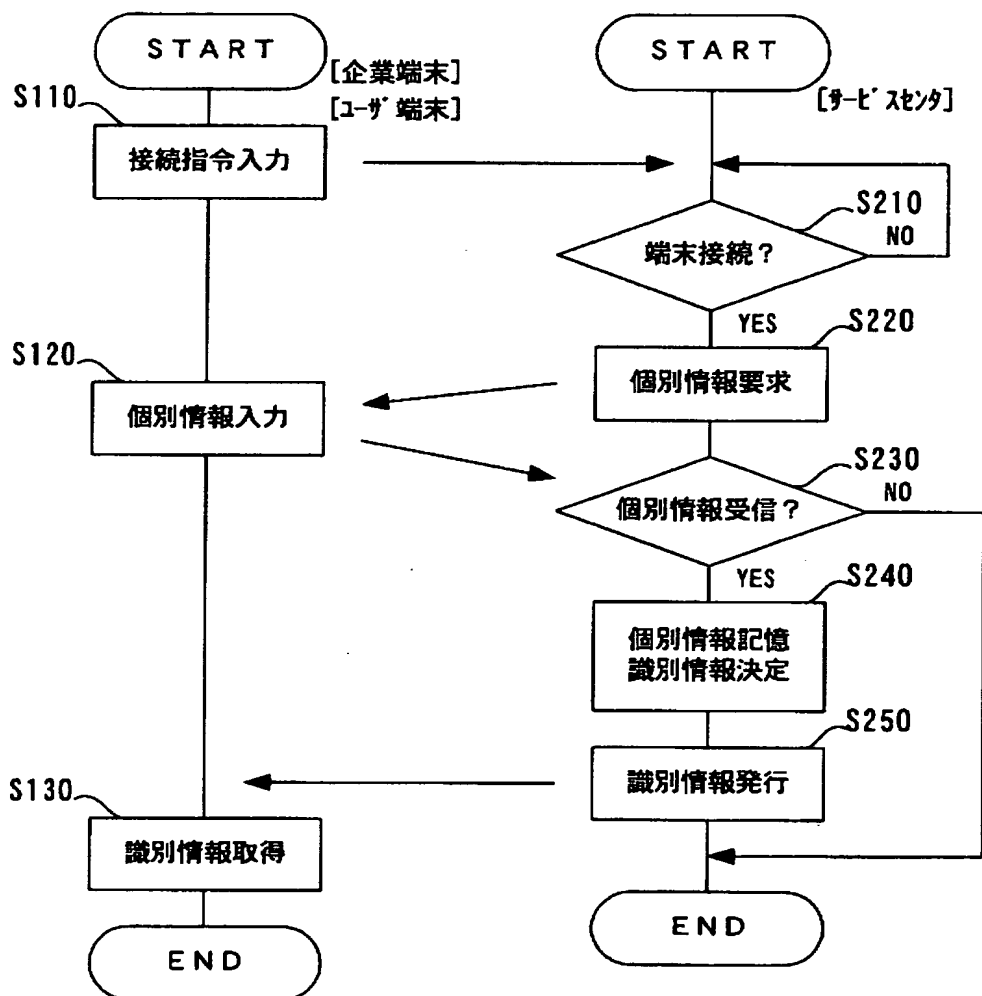 START
[企業端末]
[ﾕｰｻﾞ端末]
S110
接続指令入力
S120
個別情報入力
S130
識別情報取得
END
START
[ｻｰﾋﾞｽｾﾝﾀ]
S210
端末接続?
NO
YES
S220
個別情報要求
S230
個別情報受信?
NO
YES
S240
個別情報記憶
識別情報決定
S250
識別情報発行
END